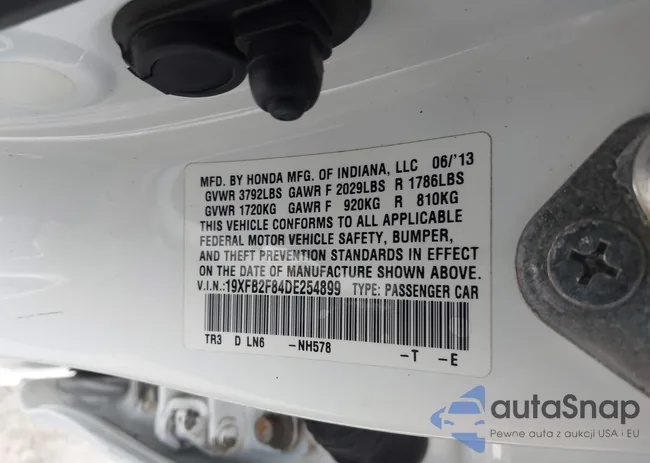 MFD. BY HONDA MFG. OF INDIANA, LLC 06/'13
GVWR 3792LBS GAWR F 2029LBS R 1786LBS
GVWR 1720KG GAWR F 920KG R 810KG
THIS VEHICLE CONFORMS TO ALL APPLICABLE
FEDERAL MOTOR VEHICLE SAFETY, BUMPER,
AND THEFT PREVENTION STANDARDS IN EFFECT
ON THE DATE OF MANUFACTURE SHOWN ABOVE.
V.I.N.:19XFB2F84DE254899 TYPE: PASSENGER CAR
TR3 D LN6 -NH578 -T -E
autaSnap
Pewne auta z aukcji USA i EU